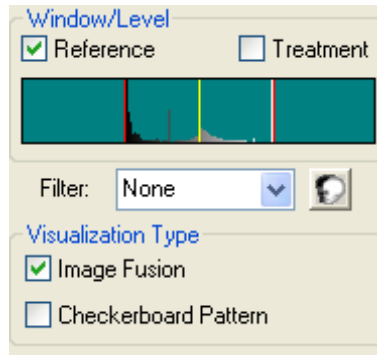 Window/Level
Reference Treatment
Filter: None
Visualization Type
Image Fusion
Checkerboard Pattern